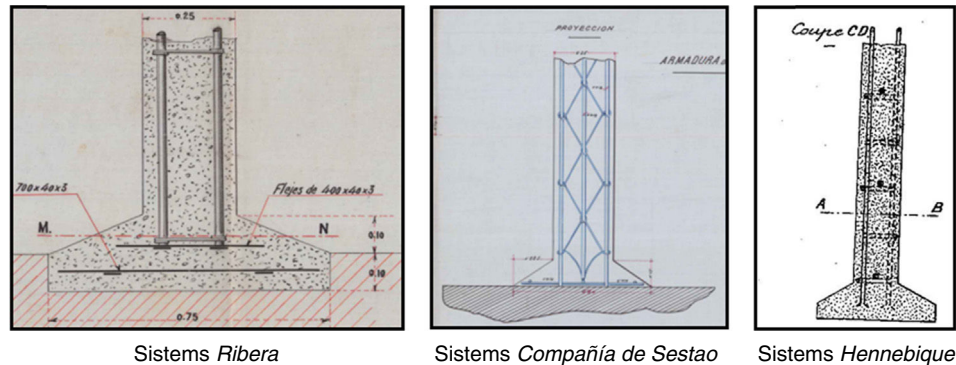 0.25
700x40x3
Flejes de 400x40x3
M.
N
0.10
0.10
0.75
Sistems Ribera
PROYECCION
ARMADURA
Sistems Compañía de Sestao
Coupe CD
A
B
Sistems Hennebique